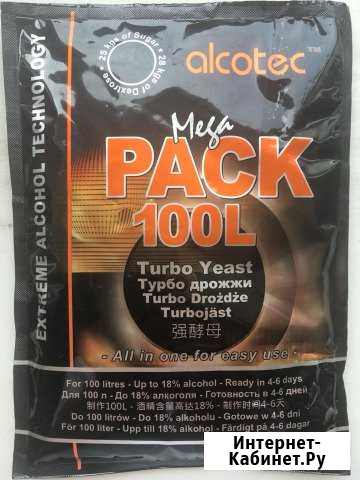 • 25 kgs of Sugar • 28 kgs of Dextrose
alcotec™
EXTREME ALCOHOL TECHNOLOGY
Mega
PACK
100L
Turbo Yeast
Турбо дрожжи
Turbo Drożdże
Turbojäst
强酵母
- All in one for easy use -
For 100 litres - Up to 18% alcohol - Ready in 4-6 days
Для 100 л - До 18% алкоголя - Готовность в 4-6 дней
制作100L - 酒精含量高达18% - 制作时间4-6天
Do 100 litrów - Do 18% alkoholu - Gotowe w 4-6 dni
För 100 liter - Upp till 18% alkohol - Färdigt på 4-6 dagar
Интернет-
Кабинет.Ру